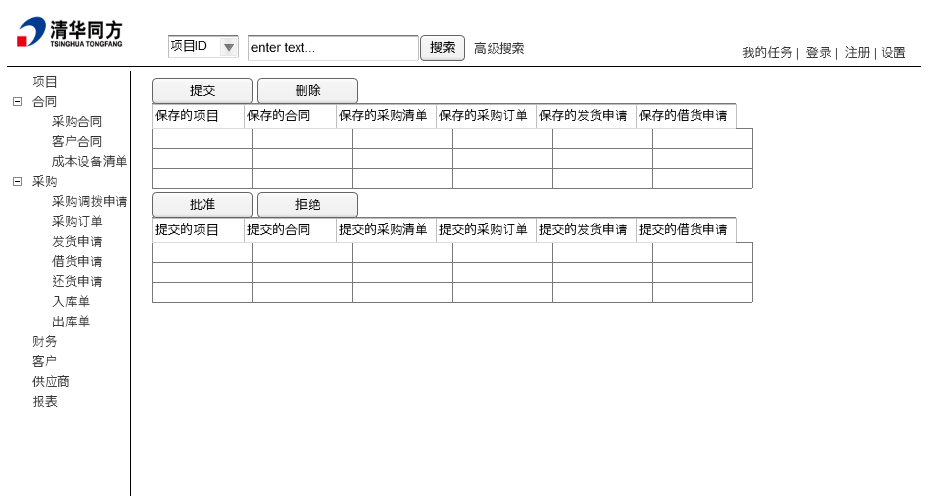 清华同方
TSINGHUA TONGFANG
项目ID enter text... 搜索 高级搜索
我的任务| 登录| 注册| 设置
项目
合同
采购合同
客户合同
成本设备清单
采购
采购调拨申请
采购订单
发货申请
借货申请
还货申请
入库单
出库单
财务
客户
供应商
报表
提交 删除
保存的项目 保存的合同 保存的采购清单 保存的采购订单 保存的发货申请 保存的借货申请
批准 拒绝
提交的项目 提交的合同 提交的采购清单 提交的采购订单 提交的发货申请 提交的借货申请